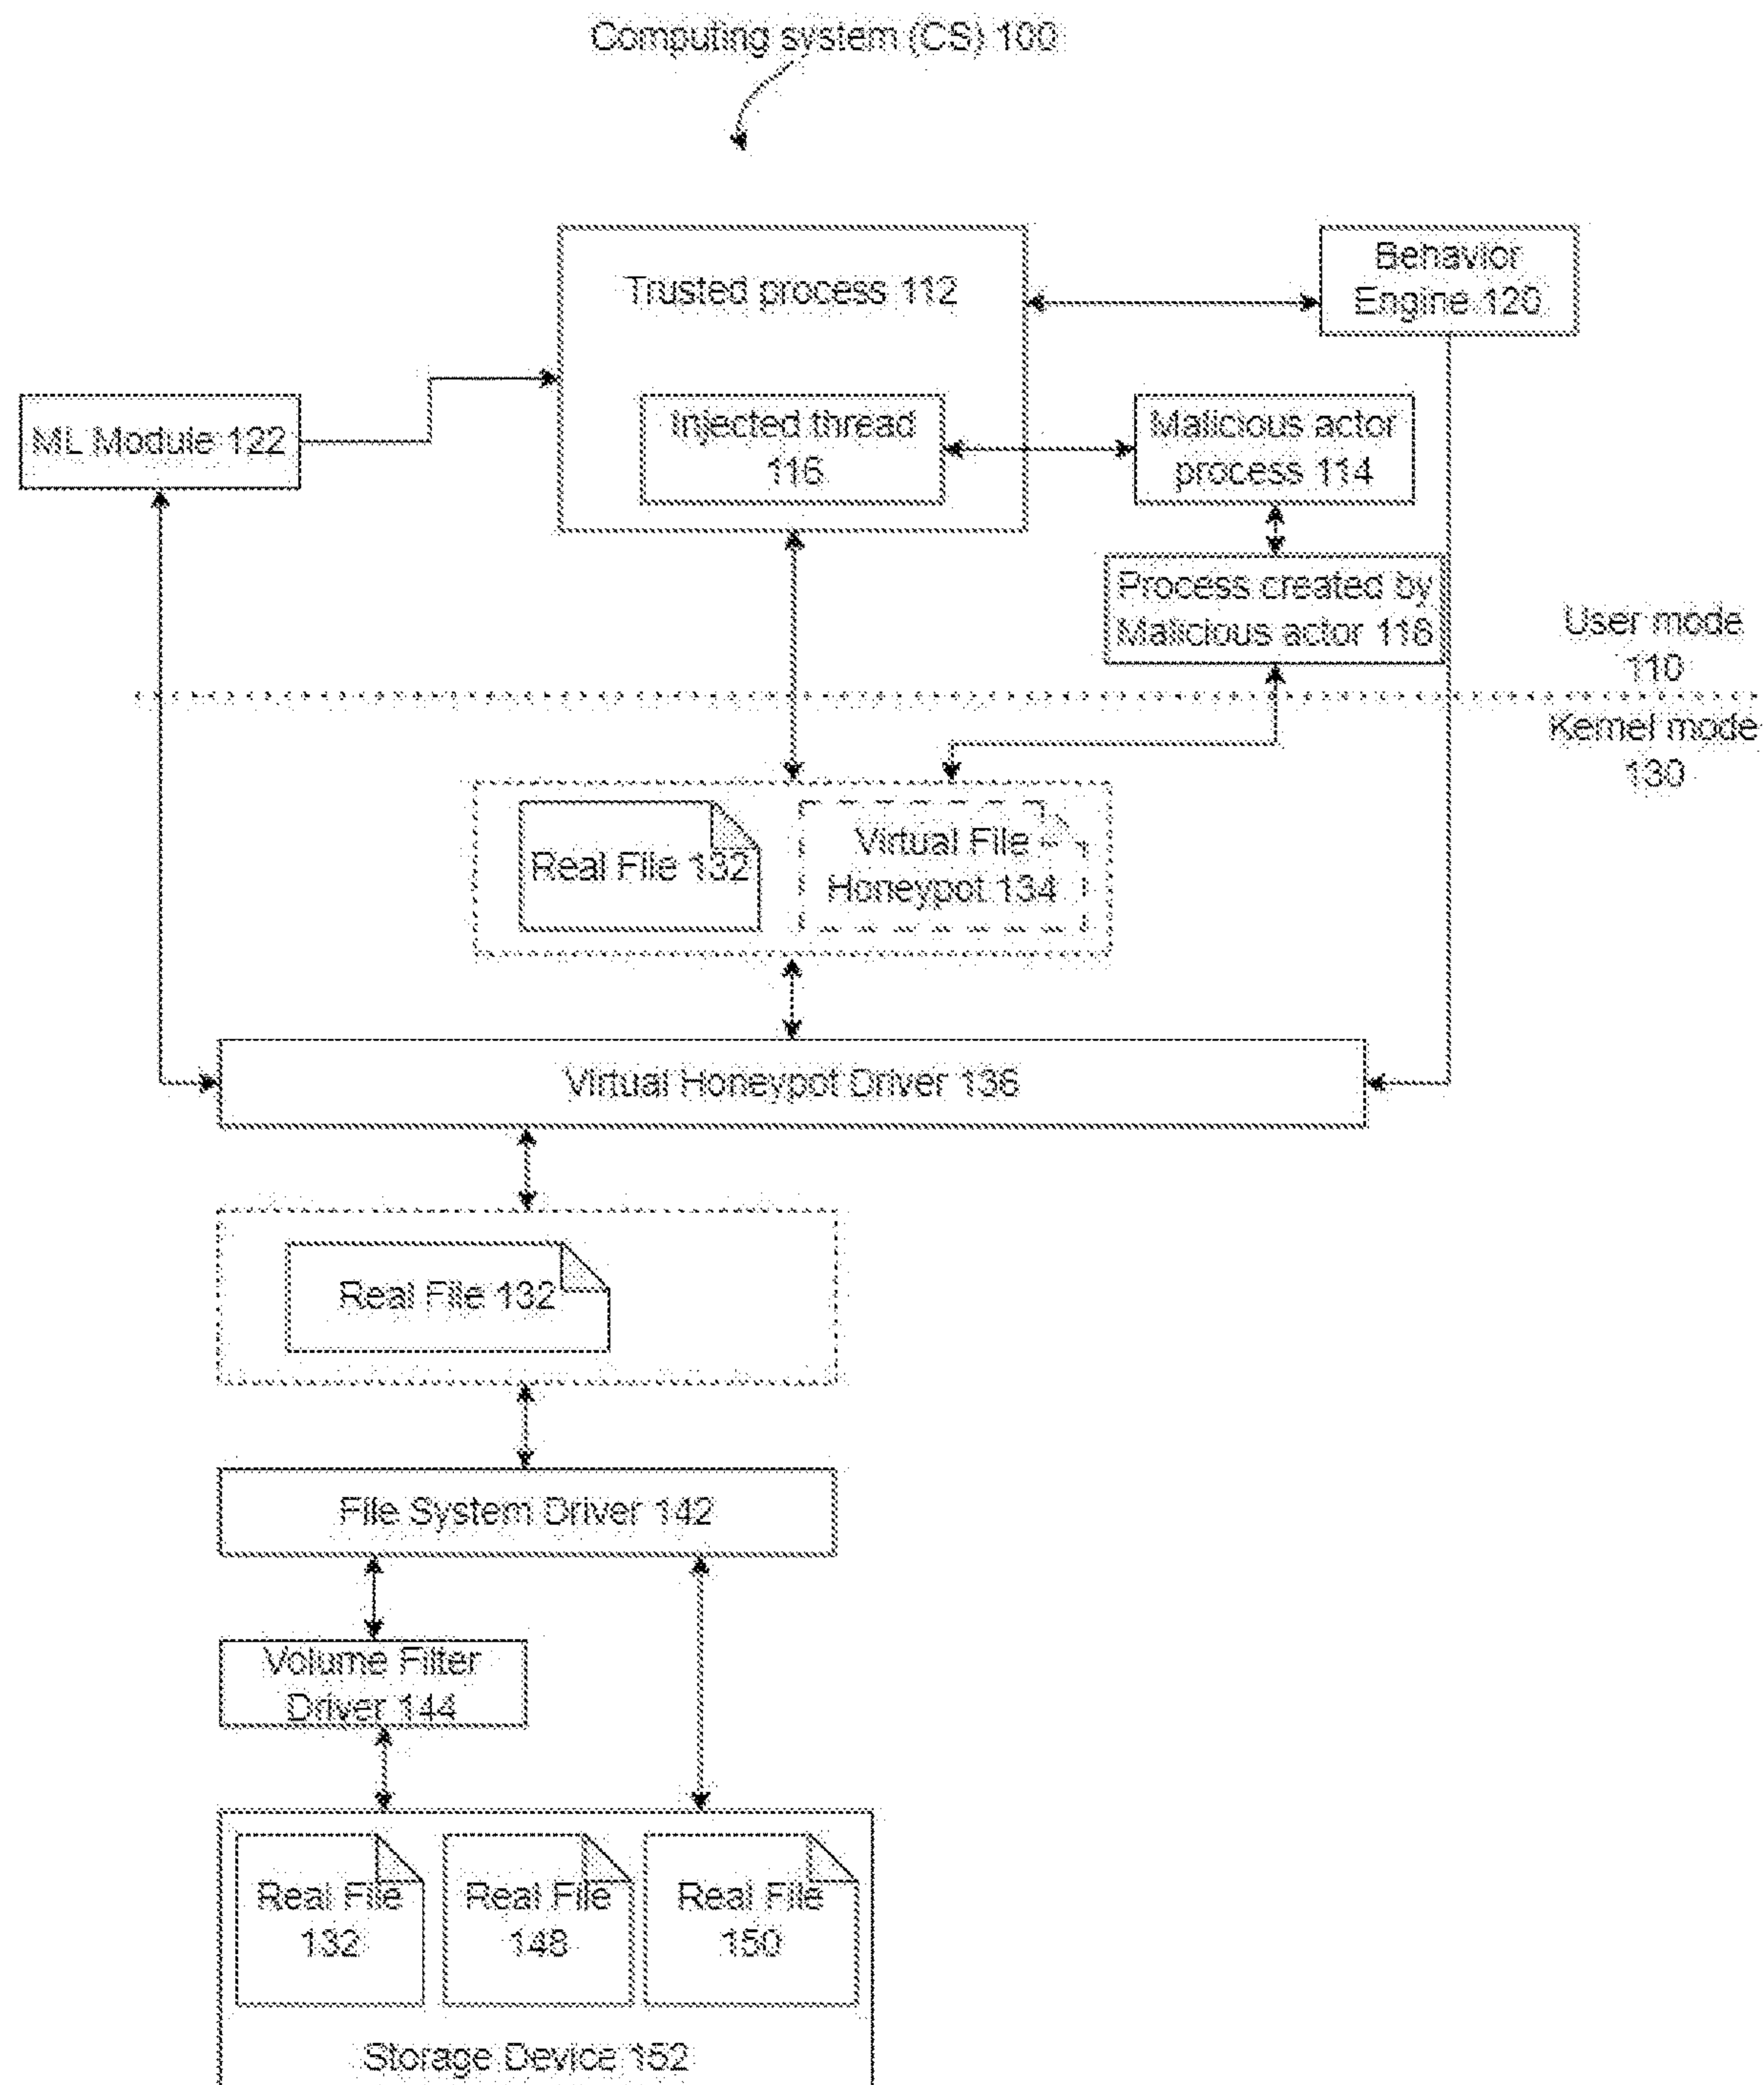 Computing system (CS) 100
Trusted process 112
Behavior
Engine 120
ML Module 122
Injected thread
116
Malicious actor
process 114
Process created by
Malicious actor 116
User mode
110
Kernel mode
130
Real File 132
Virtual File
Honeypot 134
Virtual Honeypot Driver 136
Real File 132
File System Driver 142
Volume Filter
Driver 144
Real File
132
Real File
148
Real File
150
Storage Device 152